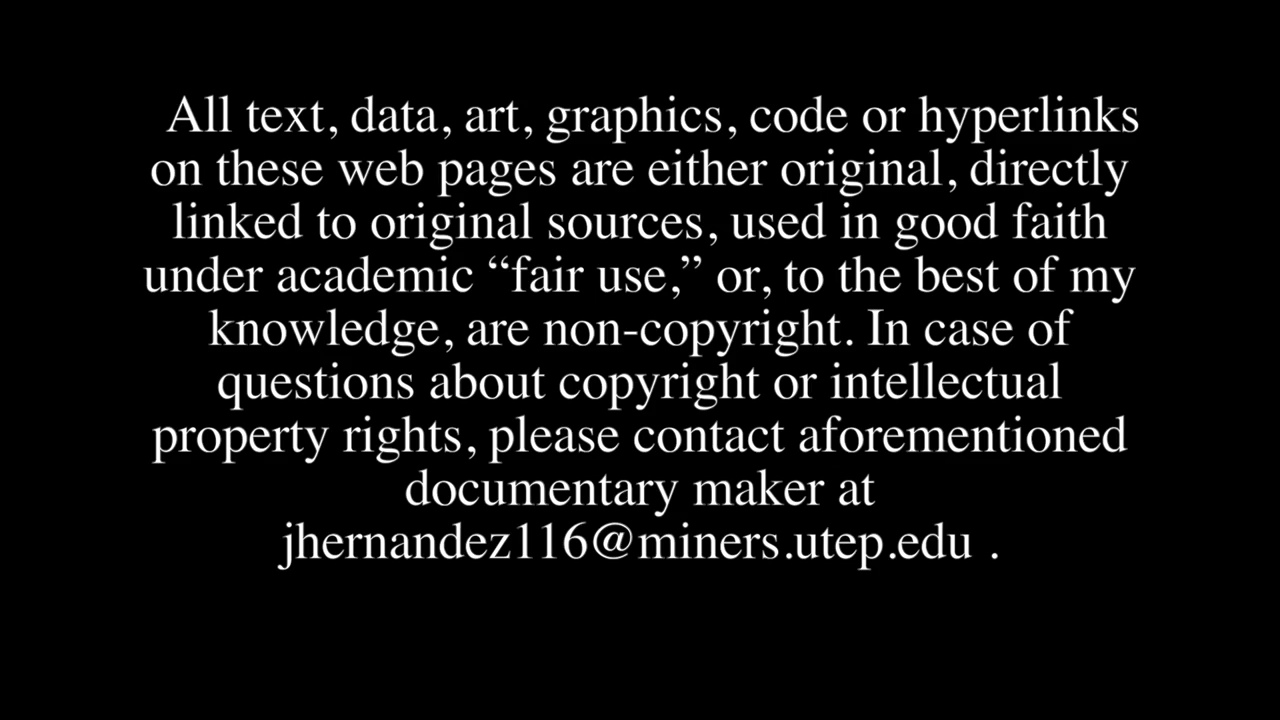 All text, data, art, graphics, code or hyperlinks
on these web pages are either original, directly
linked to original sources, used in good faith
under academic “fair use,” or, to the best of my
knowledge, are non-copyright. In case of
questions about copyright or intellectual
property rights, please contact aforementioned
documentary maker at
jhernandez116@miners.utep.edu .